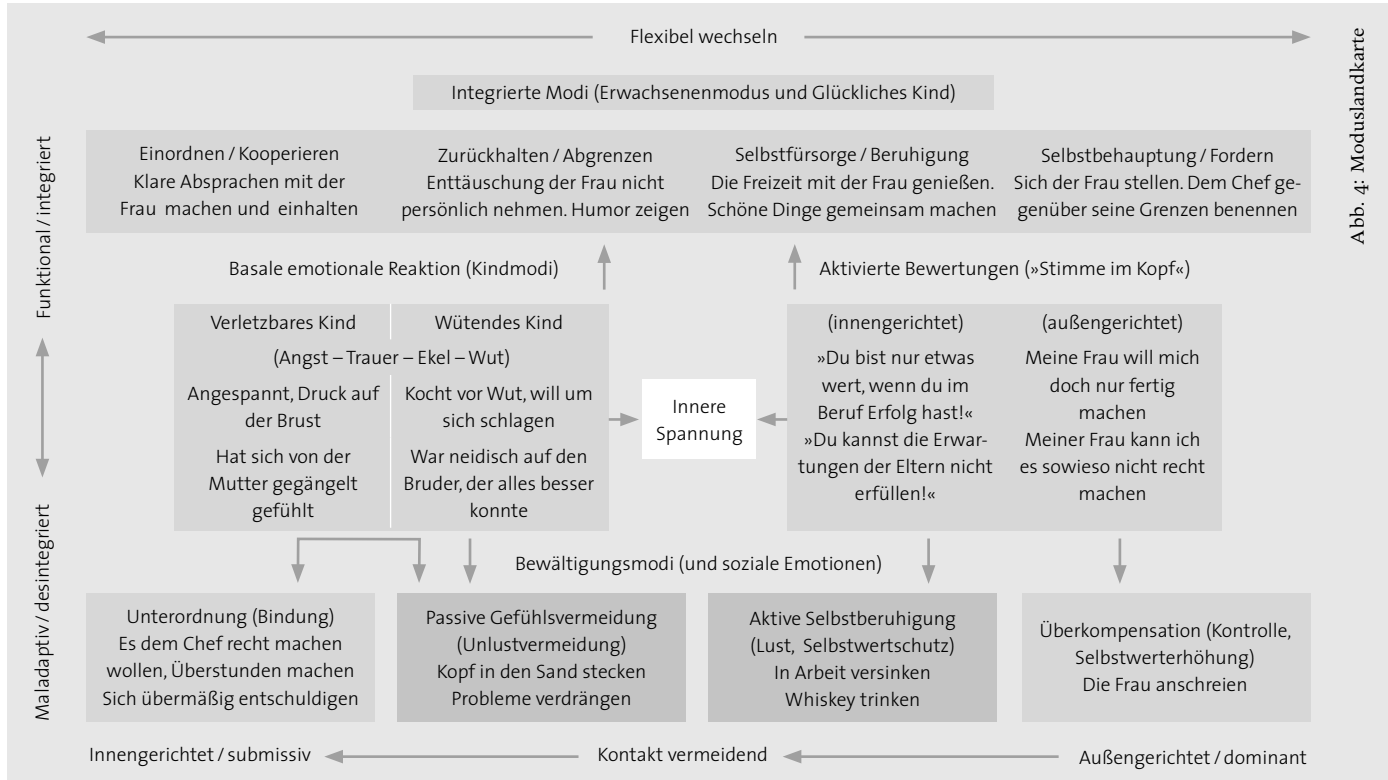 Flexibel wechseln
Abb. 4: Moduslandkarte
Integrierte Modi (Erwachsenenmodus und Glückliches Kind)
Funktional / integriert
Einordnen / Kooperieren
Klare Absprachen mit der
Frau machen und einhalten
Zurückhalten / Abgrenzen
Enttäuschung der Frau nicht
persönlich nehmen. Humor zeigen
Selbstfürsorge / Beruhigung
Die Freizeit mit der Frau genießen.
Schöne Dinge gemeinsam machen
Selbstbehauptung / Fordern
Sich der Frau stellen. Dem Chef ge-
genüber seine Grenzen benennen
Basale emotionale Reaktion (Kindmodi)
Aktivierte Bewertungen (»Stimme im Kopf«)
Verletzbares Kind
Wütendes Kind
(Angst – Trauer – Ekel – Wut)
Angespannt, Druck auf
der Brust
Hat sich von der
Mutter gegängelt
gefühlt
Kocht vor Wut, will um
sich schlagen
War neidisch auf den
Bruder, der alles besser
konnte
Innere
Spannung
(innengerichtet)
»Du bist nur etwas
wert, wenn du im
Beruf Erfolg hast!«
»Du kannst die Erwar-
tungen der Eltern nicht
erfüllen!«
(außengerichtet)
Meine Frau will mich
doch nur fertig
machen
Meiner Frau kann ich
es sowieso nicht recht
machen
Maladaptiv / desintegriert
Bewältigungsmodi (und soziale Emotionen)
Unterordnung (Bindung)
Es dem Chef recht machen
wollen, Überstunden machen
Sich übermäßig entschuldigen
Passive Gefühlsvermeidung
(Unlustvermeidung)
Kopf in den Sand stecken
Probleme verdrängen
Aktive Selbstberuhigung
(Lust, Selbstwertschutz)
In Arbeit versinken
Whiskey trinken
Überkompensation (Kontrolle,
Selbstwerterhöhung)
Die Frau anschreien
Innengerichtet / submissiv
Kontakt vermeidend
Außengerichtet / dominant